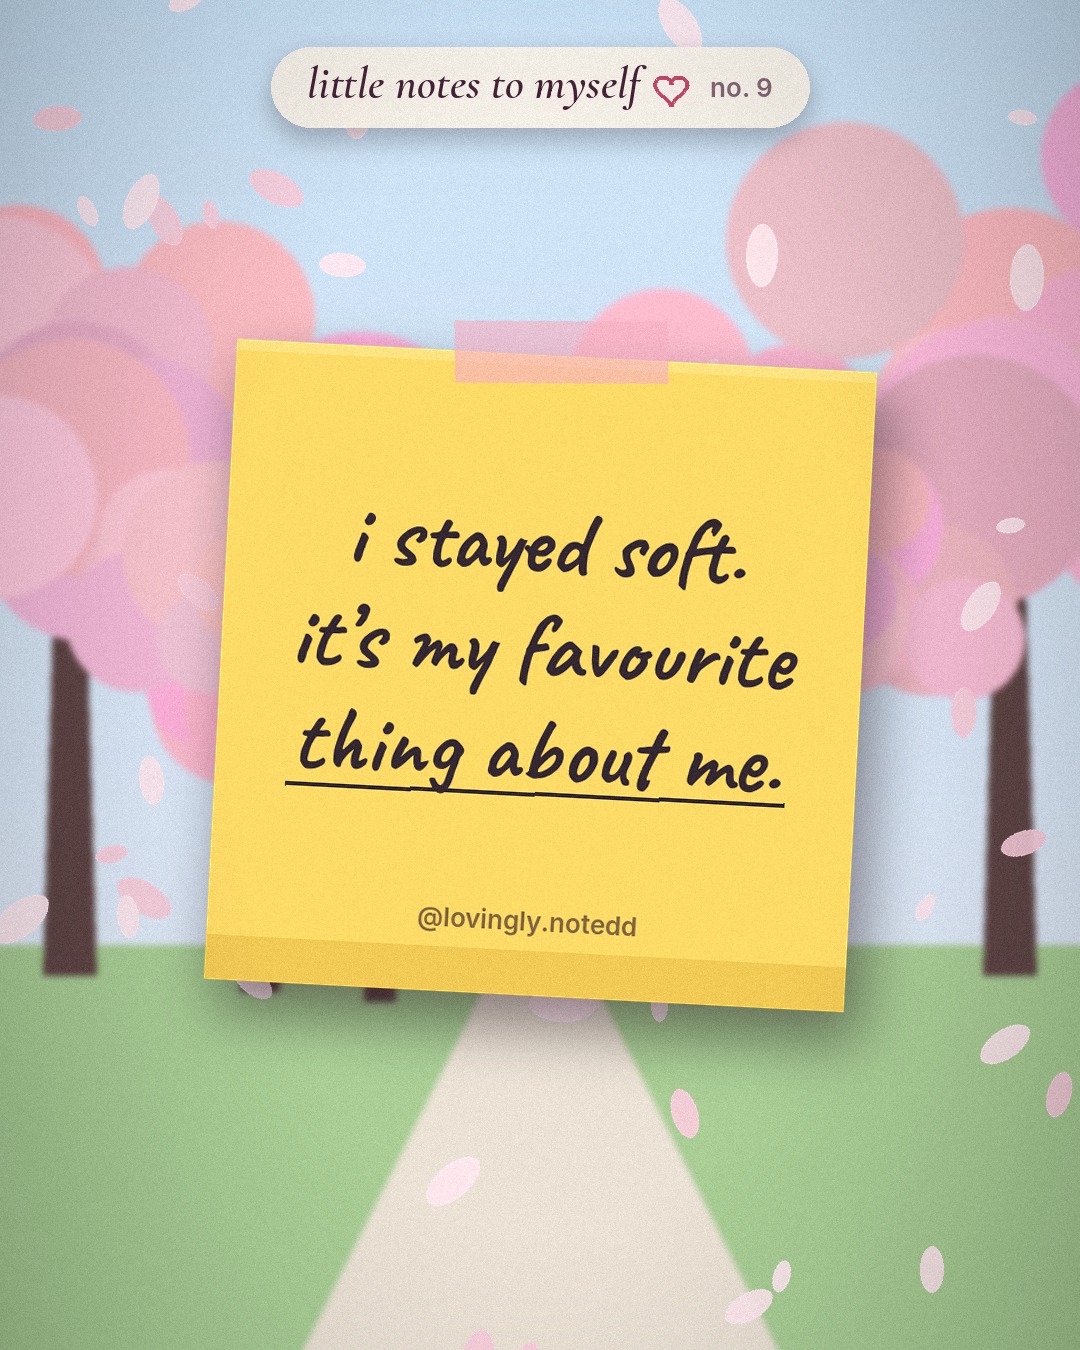 little notes to myself ♡ no. 9
i stayed soft.
it's my favourite
thing about me.
@lovingly.notedd